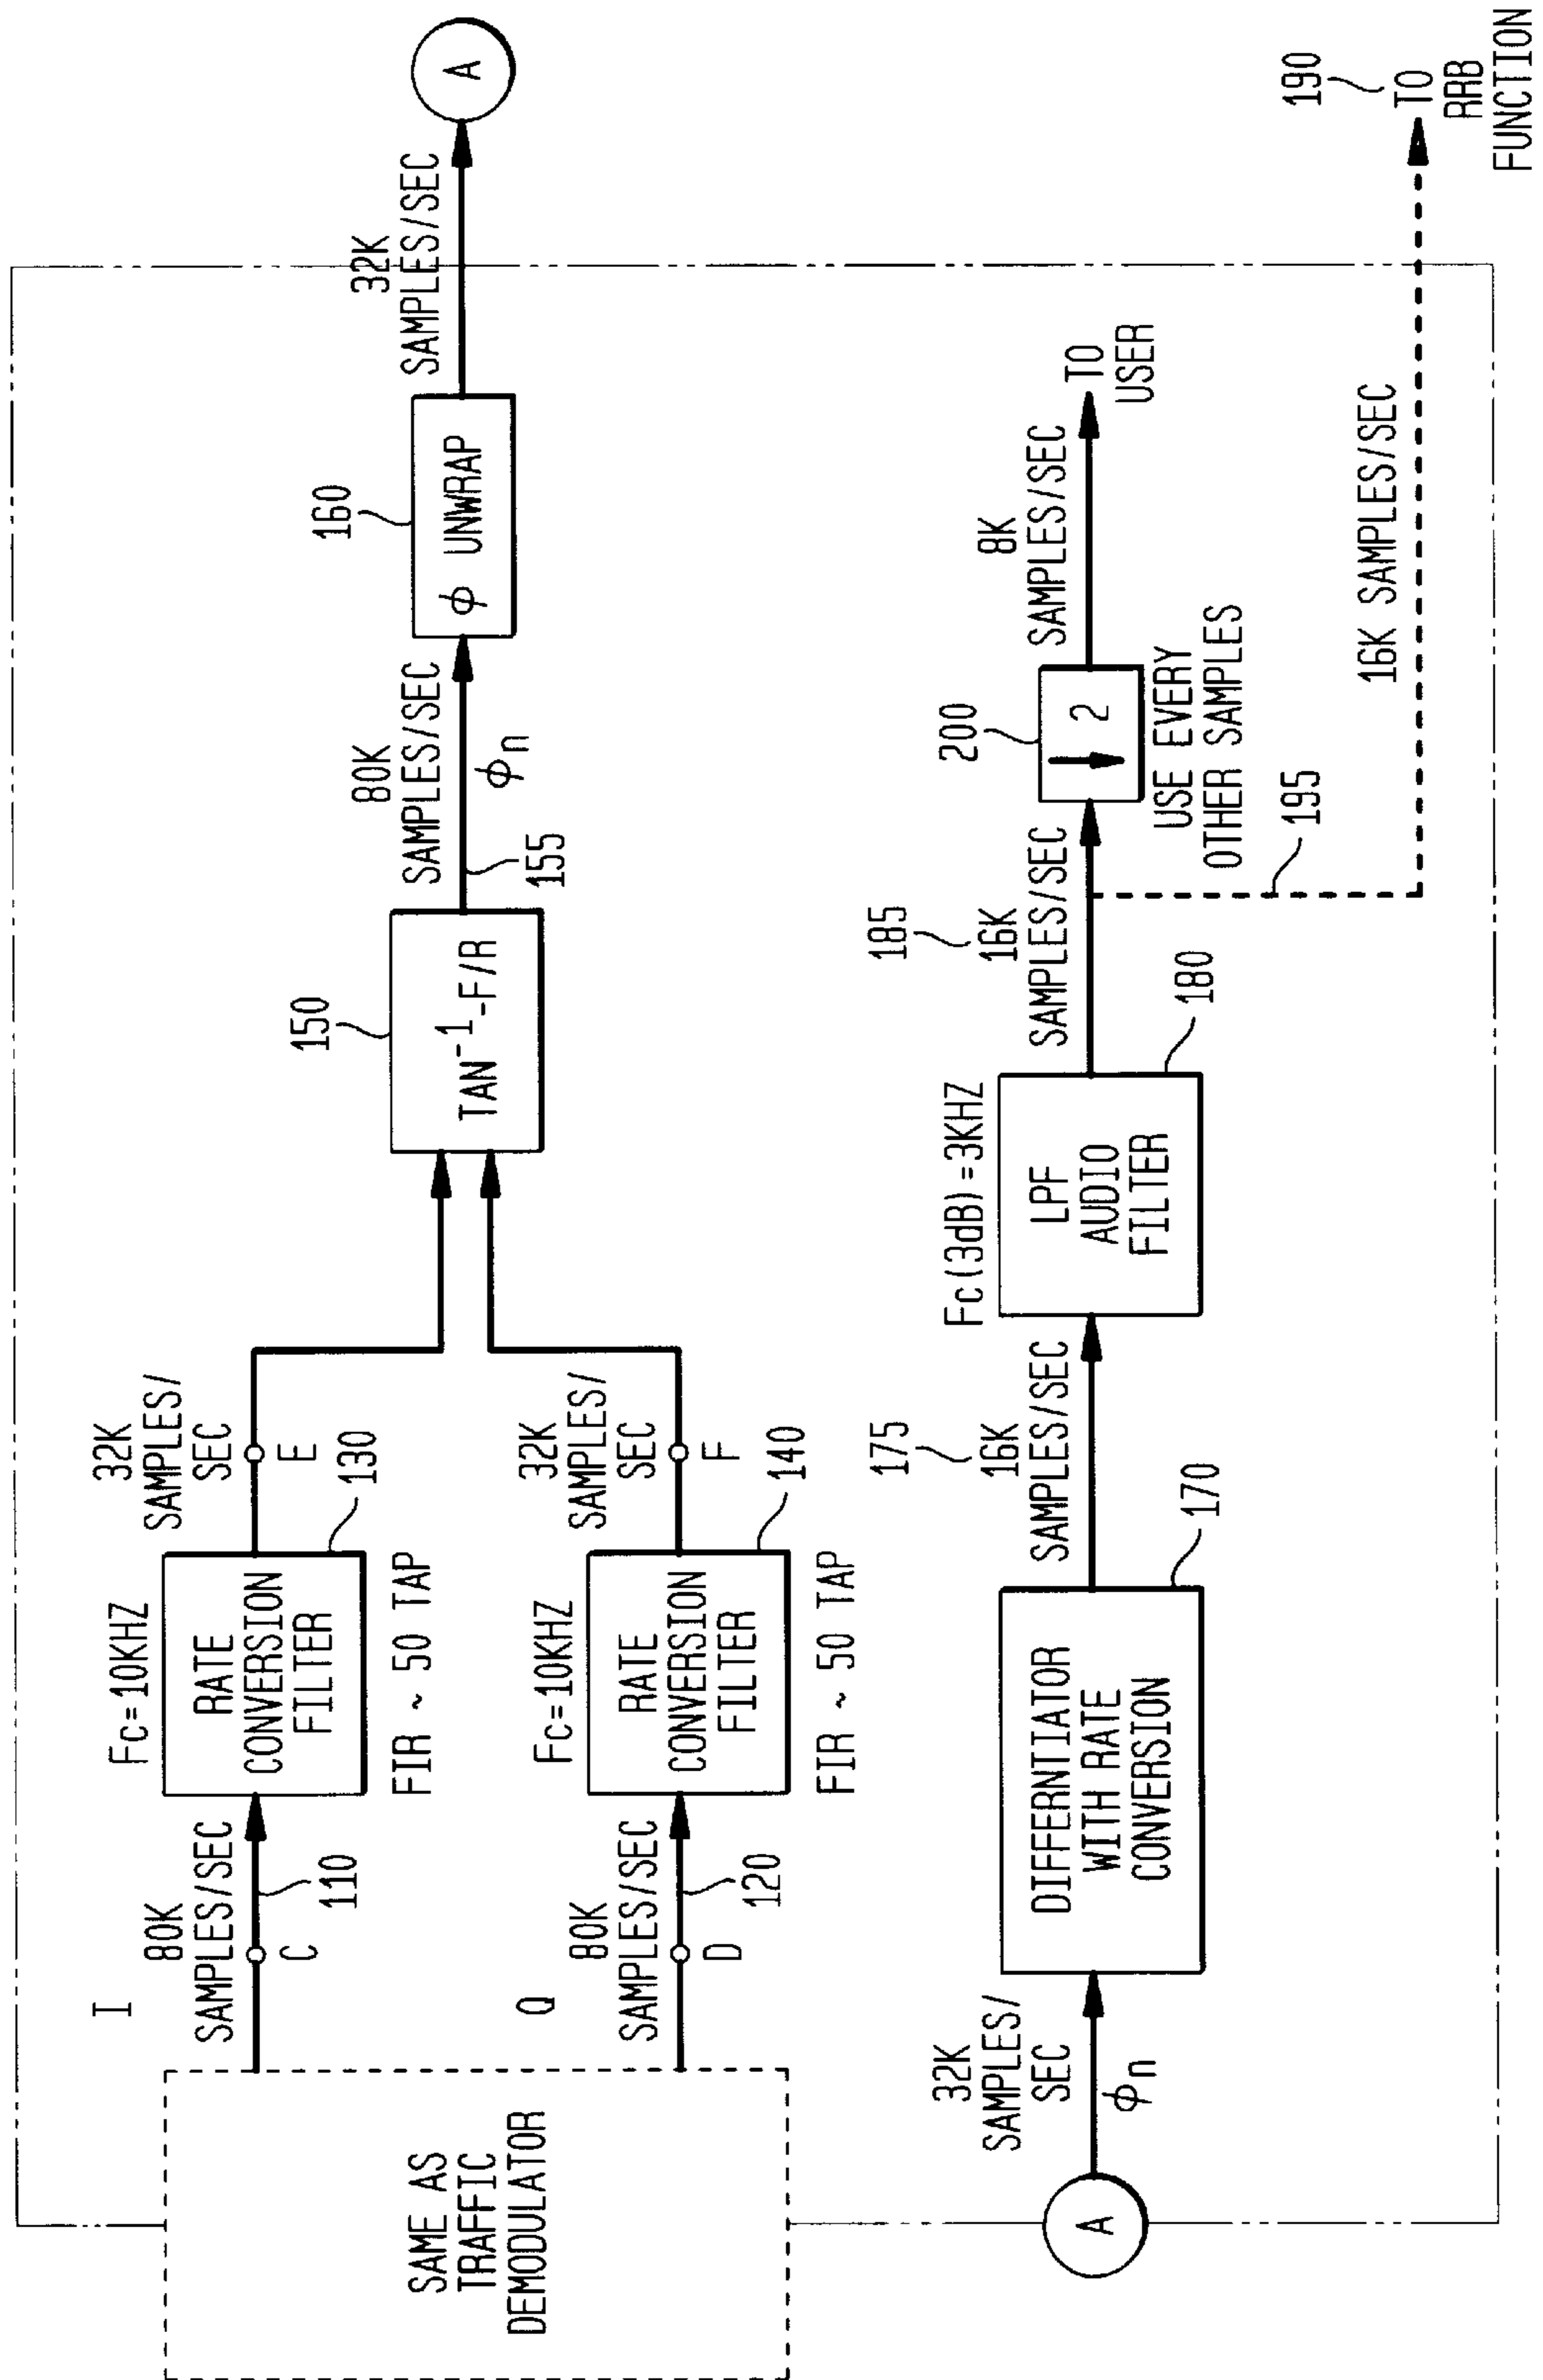 SAME AS
TRAFFIC
DEMODULATOR
I
80K
SAMPLES/SEC
C
110
Fc=10KHZ
RATE
CONVERSION
FILTER
FIR ~ 50 TAP
130
32K
SAMPLES/
SEC
E
Q
80K
SAMPLES/SEC
D
120
Fc=10KHZ
RATE
CONVERSION
FILTER
FIR ~ 50 TAP
140
32K
SAMPLES/
SEC
F
150
TAN⁻¹-F/R
80K
SAMPLES/SEC
155
ϕn
160
ϕ UNWRAP
32K
SAMPLES/SEC
A
A
32K
SAMPLES/
SEC
ϕn
DIFFERNTIATOR
WITH RATE
CONVERSION
170
175
16K
SAMPLES/SEC
Fc(3dB)=3KHZ
LPF
AUDIO
FILTER
180
185
16K
SAMPLES/SEC
200
2
USE EVERY
OTHER SAMPLES
195
8K
SAMPLES/SEC
TO
USER
16K SAMPLES/SEC
190
TO
RRB
FUNCTION